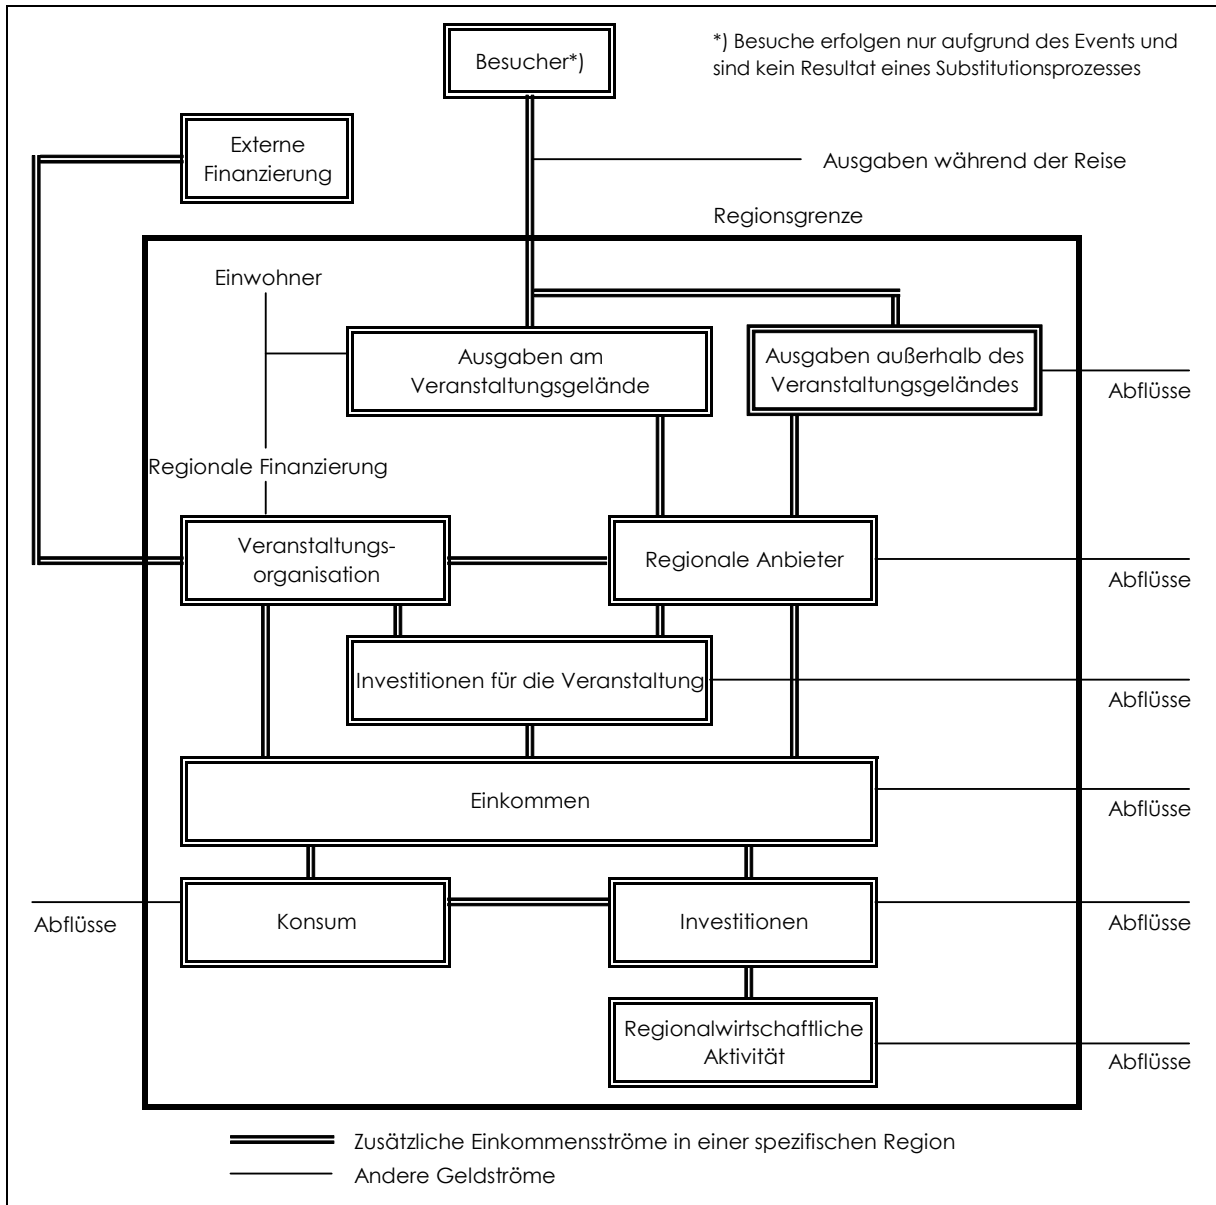 Besucher*)
*) Besuche erfolgen nur aufgrund des Events und
sind kein Resultat eines Substitutionsprozesses
Externe
Finanzierung
Ausgaben während der Reise
Regionsgrenze
Einwohner
Ausgaben am
Veranstaltungsgelände
Ausgaben außerhalb des
Veranstaltungsgeländes
Abflüsse
Regionale Finanzierung
Veranstaltungs-
organisation
Regionale Anbieter
Abflüsse
Investitionen für die Veranstaltung
Abflüsse
Einkommen
Abflüsse
Abflüsse
Konsum
Investitionen
Abflüsse
Regionalwirtschaftliche
Aktivität
Abflüsse
Zusätzliche Einkommensströme in einer spezifischen Region
Andere Geldströme